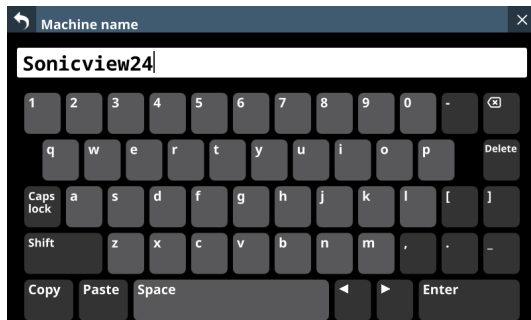 Machine name
Sonicview24
1 2 3 4 5 6 7 8 9 0 -
q w e r t y u i o p Delete
Caps lock a s d f g h j k l [ ]
Shift z x c v b n m , . _
Copy Paste Space ◀ ▶ Enter